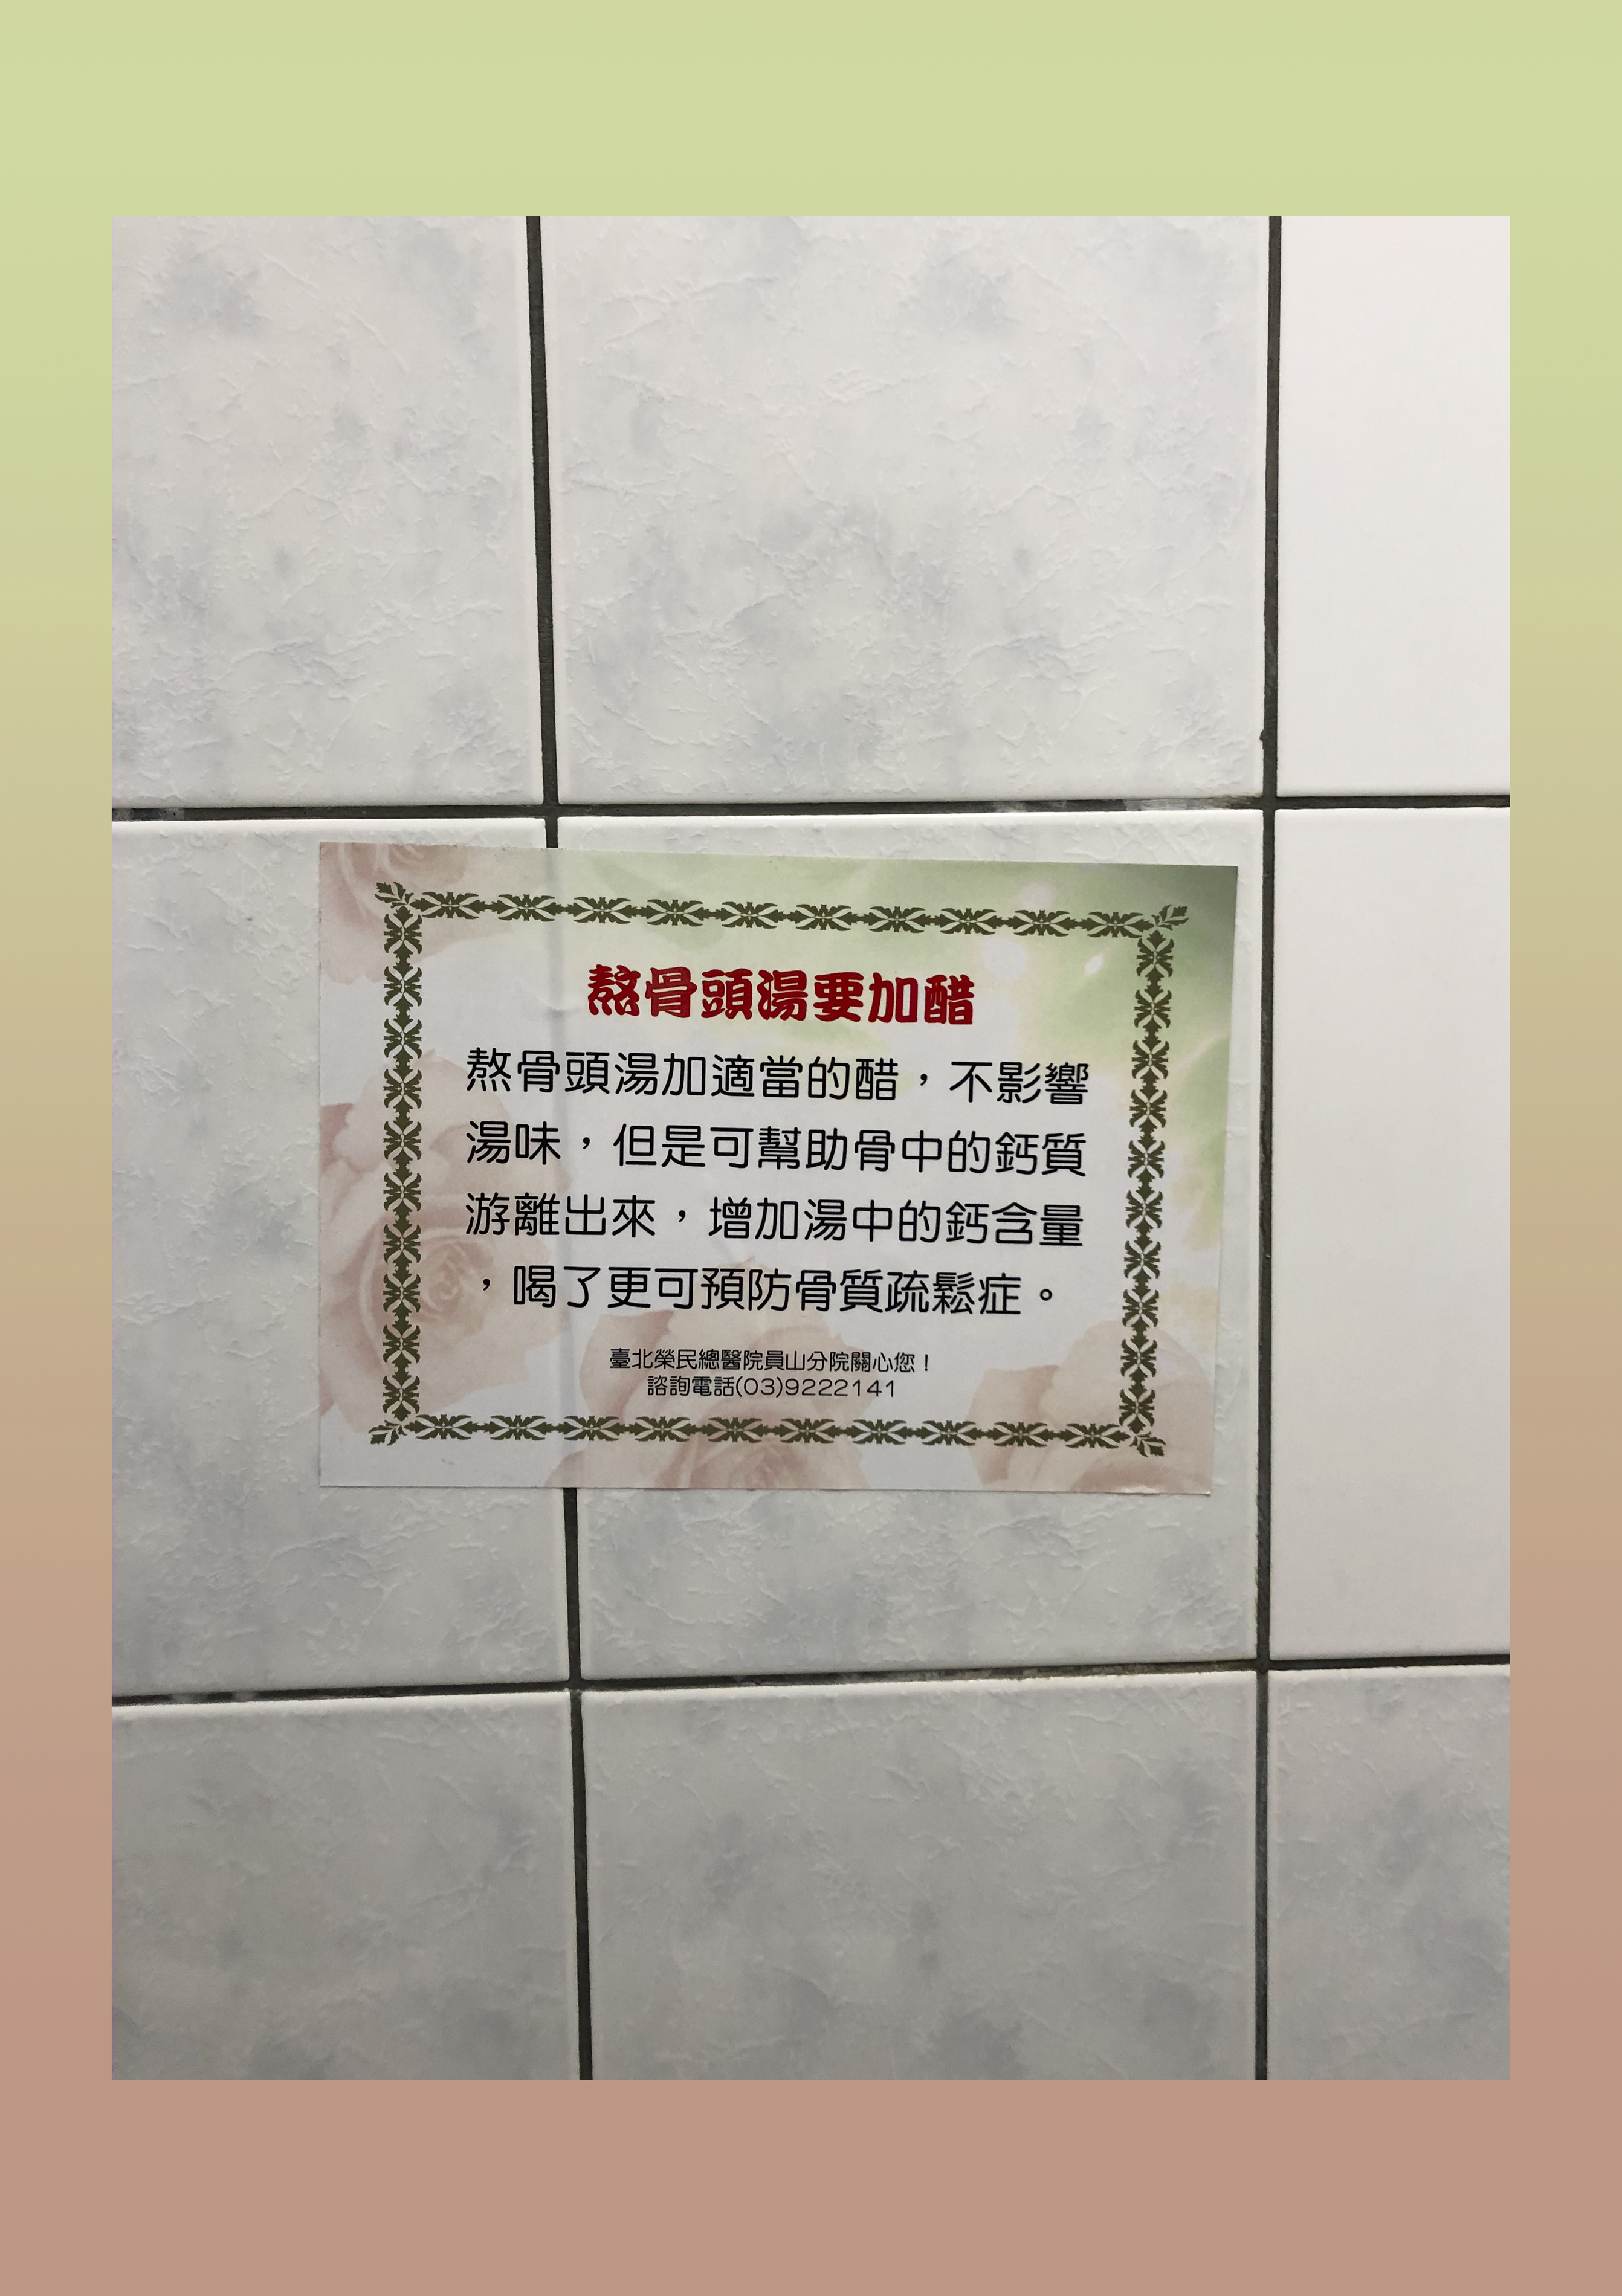 熬骨頭湯要加醋
熬骨頭湯加適當的醋，不影響
湯味，但是可幫助骨中的鈣質
游離出來，增加湯中的鈣含量
，喝了更可預防骨質疏鬆症。
臺北榮民總醫院員山分院關心您！
諮詢電話(03)9222141